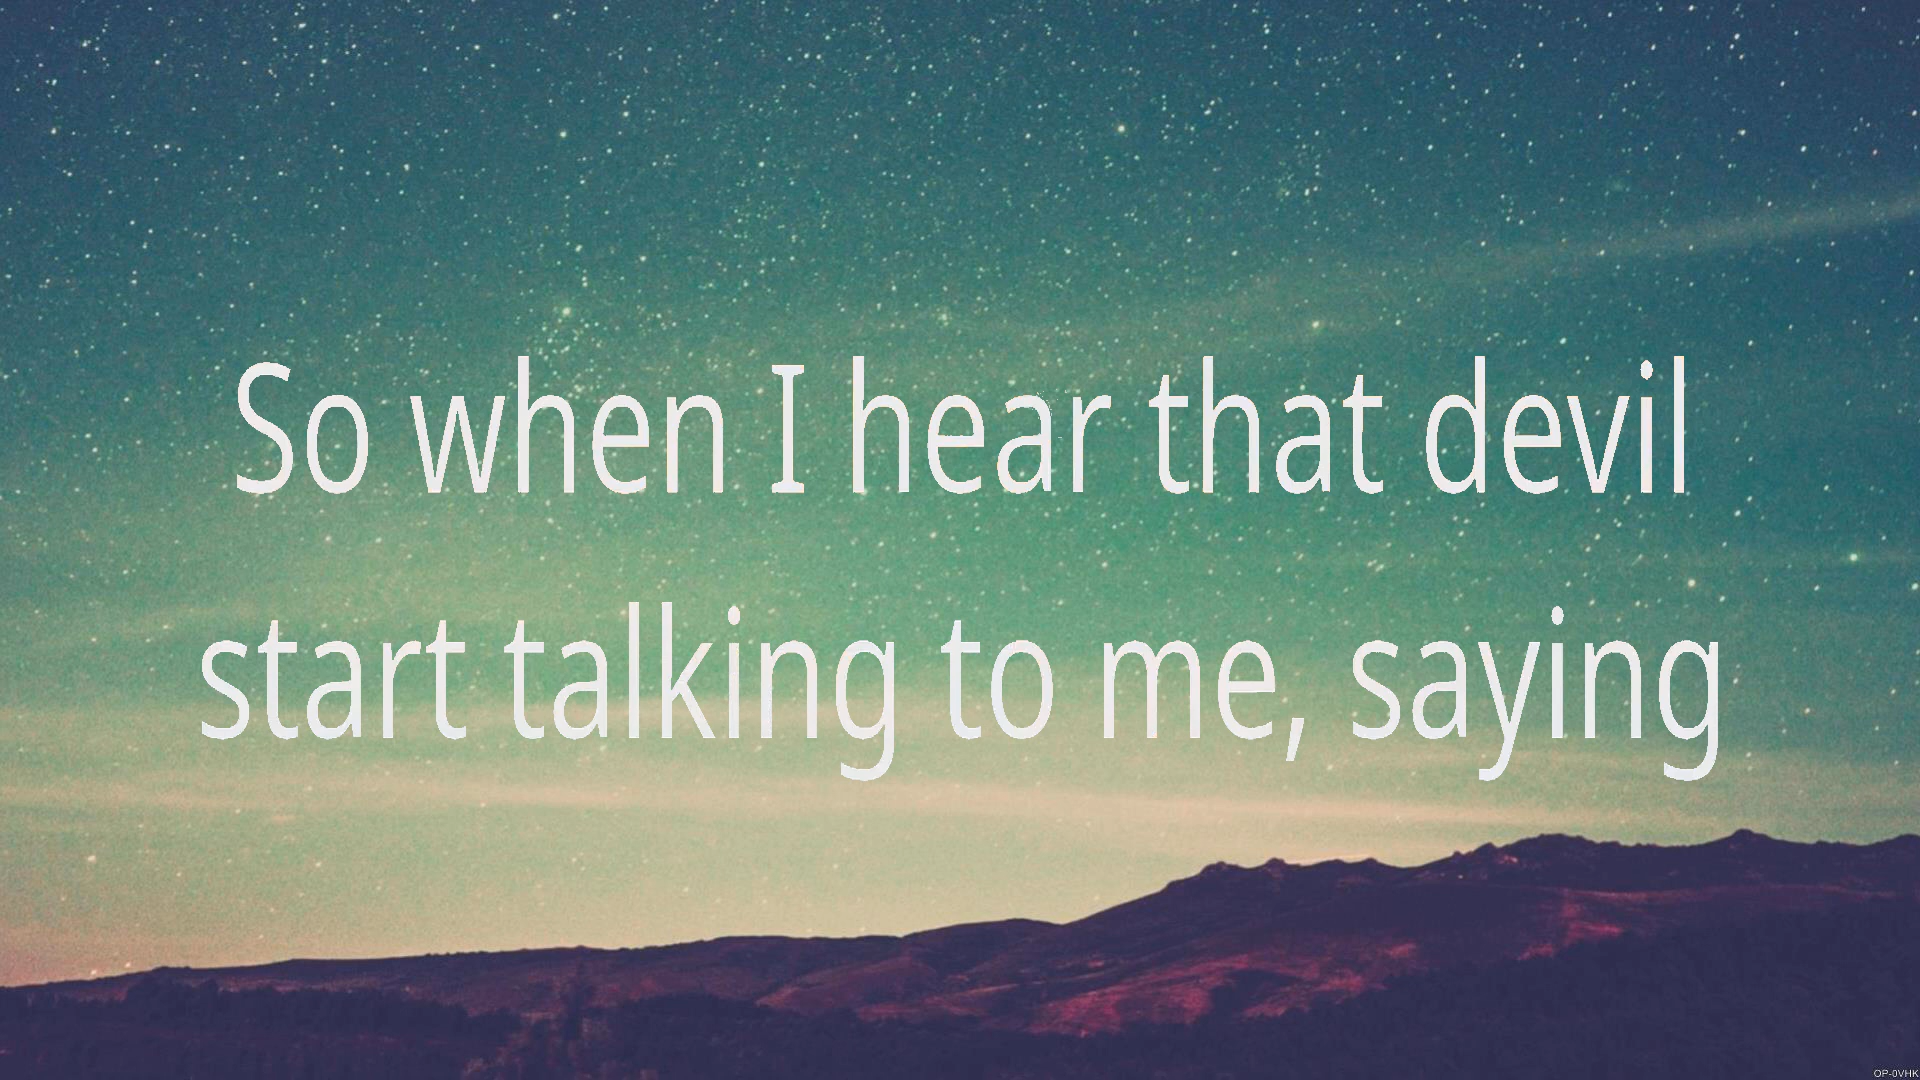 So when I hear that devil
start talking to me, saying
OP-0VHK